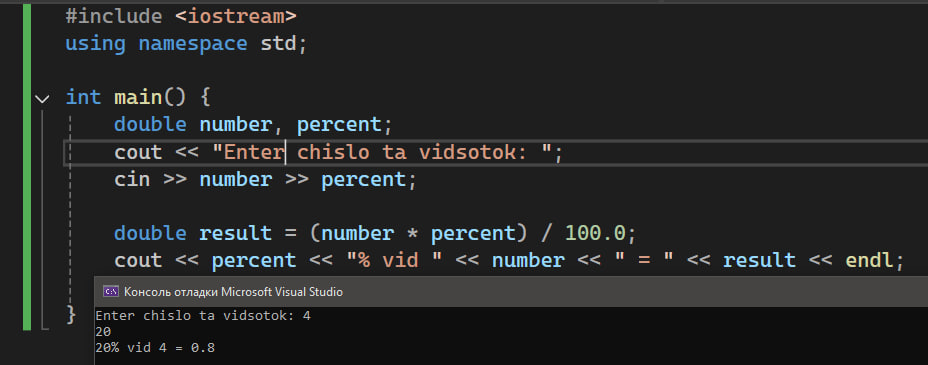 #include <iostream>
using namespace std;
int main() {
double number, percent;
cout << "Enter chislo ta vidsotok: ";
cin >> number >> percent;
double result = (number * percent) / 100.0;
cout << percent << "% vid " << number << " = " << result << endl;
}
Консоль отладки Microsoft Visual Studio
Enter chislo ta vidsotok: 4
20
20% vid 4 = 0.8